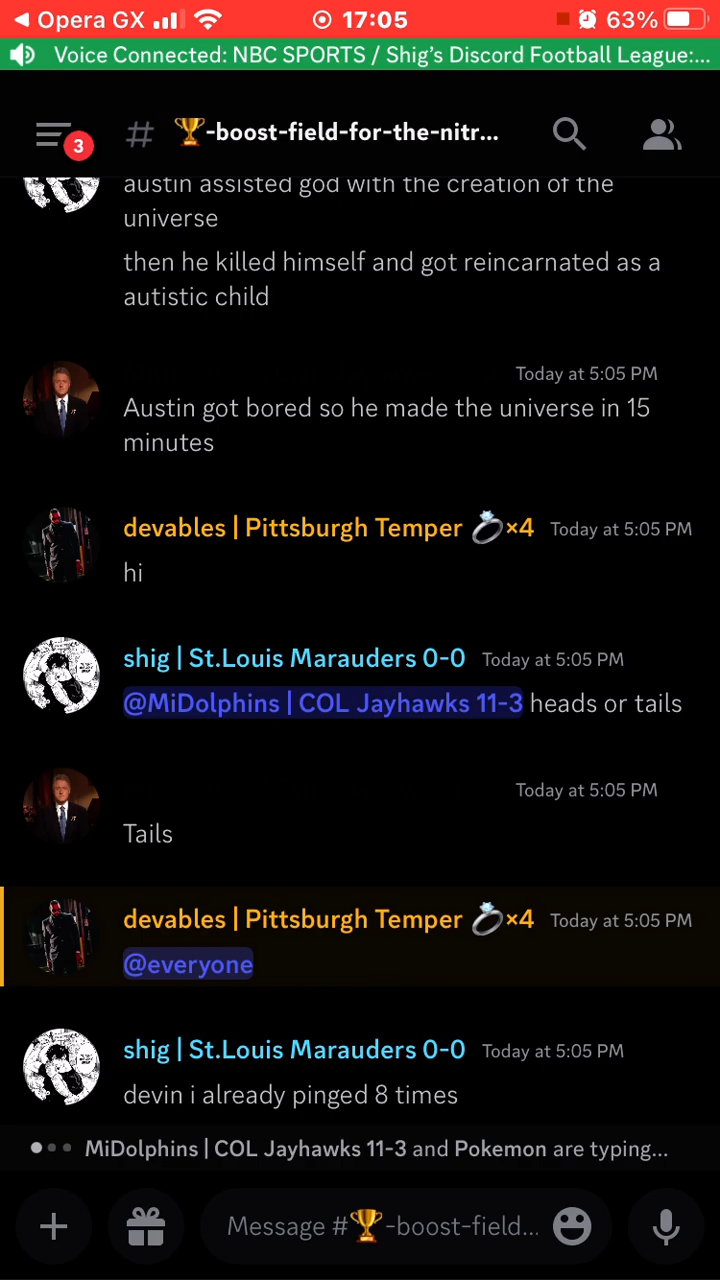 Opera GX 17:05 63%
Voice Connected: NBC SPORTS / Shig's Discord Football League:...
3 # 🏆-boost-field-for-the-nitr...
austin assisted god with the creation of the
universe
then he killed himself and got reincarnated as a
autistic child
Today at 5:05 PM
Austin got bored so he made the universe in 15
minutes
devables | Pittsburgh Temper 💍×4 Today at 5:05 PM
hi
shig | St.Louis Marauders 0-0 Today at 5:05 PM
@MiDolphins | COL Jayhawks 11-3 heads or tails
Today at 5:05 PM
Tails
devables | Pittsburgh Temper 💍×4 Today at 5:05 PM
@everyone
shig | St.Louis Marauders 0-0 Today at 5:05 PM
devin i already pinged 8 times
MiDolphins | COL Jayhawks 11-3 and Pokemon are typing...
Message #🏆-boost-field...